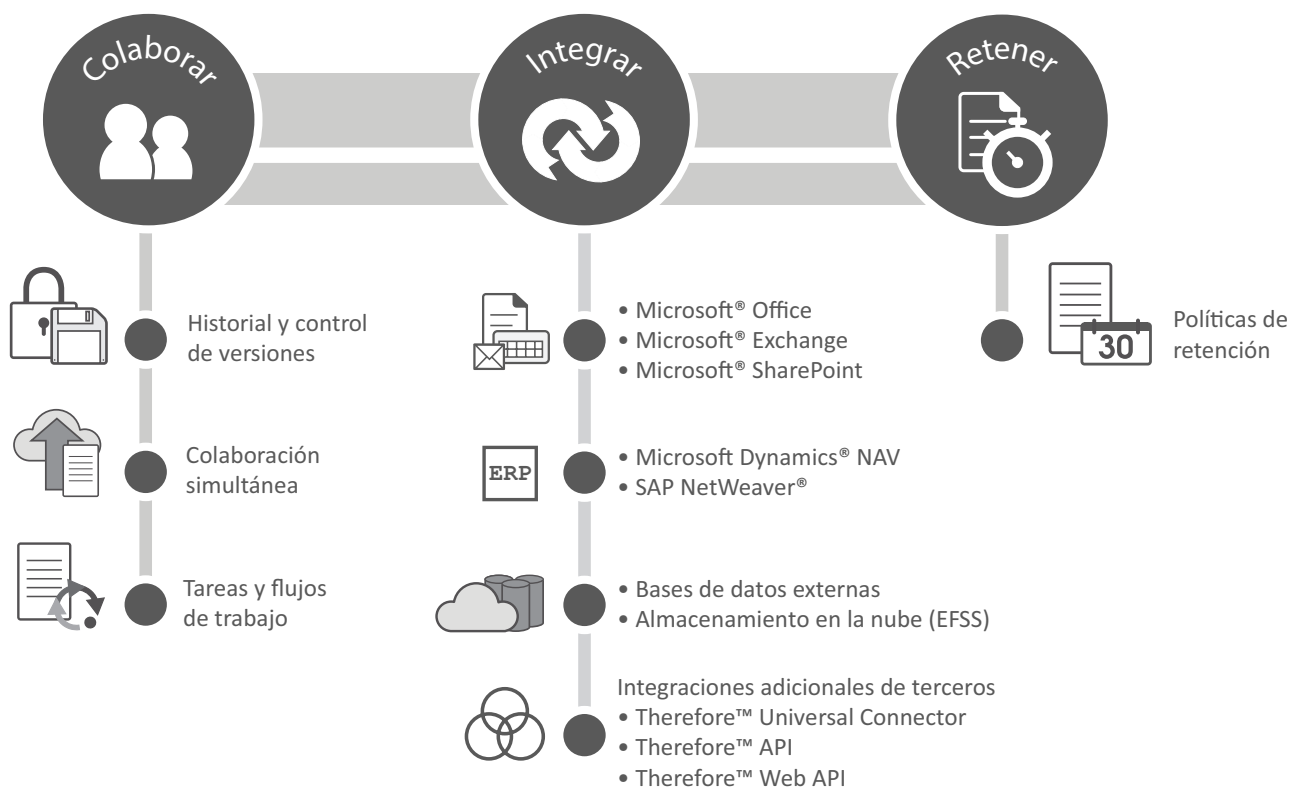 Colaborar
Historial y control
de versiones
Colaboración
simultánea
Tareas y flujos
de trabajo
Integrar
• Microsoft® Office
• Microsoft® Exchange
• Microsoft® SharePoint
ERP
• Microsoft Dynamics® NAV
• SAP NetWeaver®
• Bases de datos externas
• Almacenamiento en la nube (EFSS)
Integraciones adicionales de terceros
• Therefore™ Universal Connector
• Therefore™ API
• Therefore™ Web API
Retener
30
Políticas de
retención